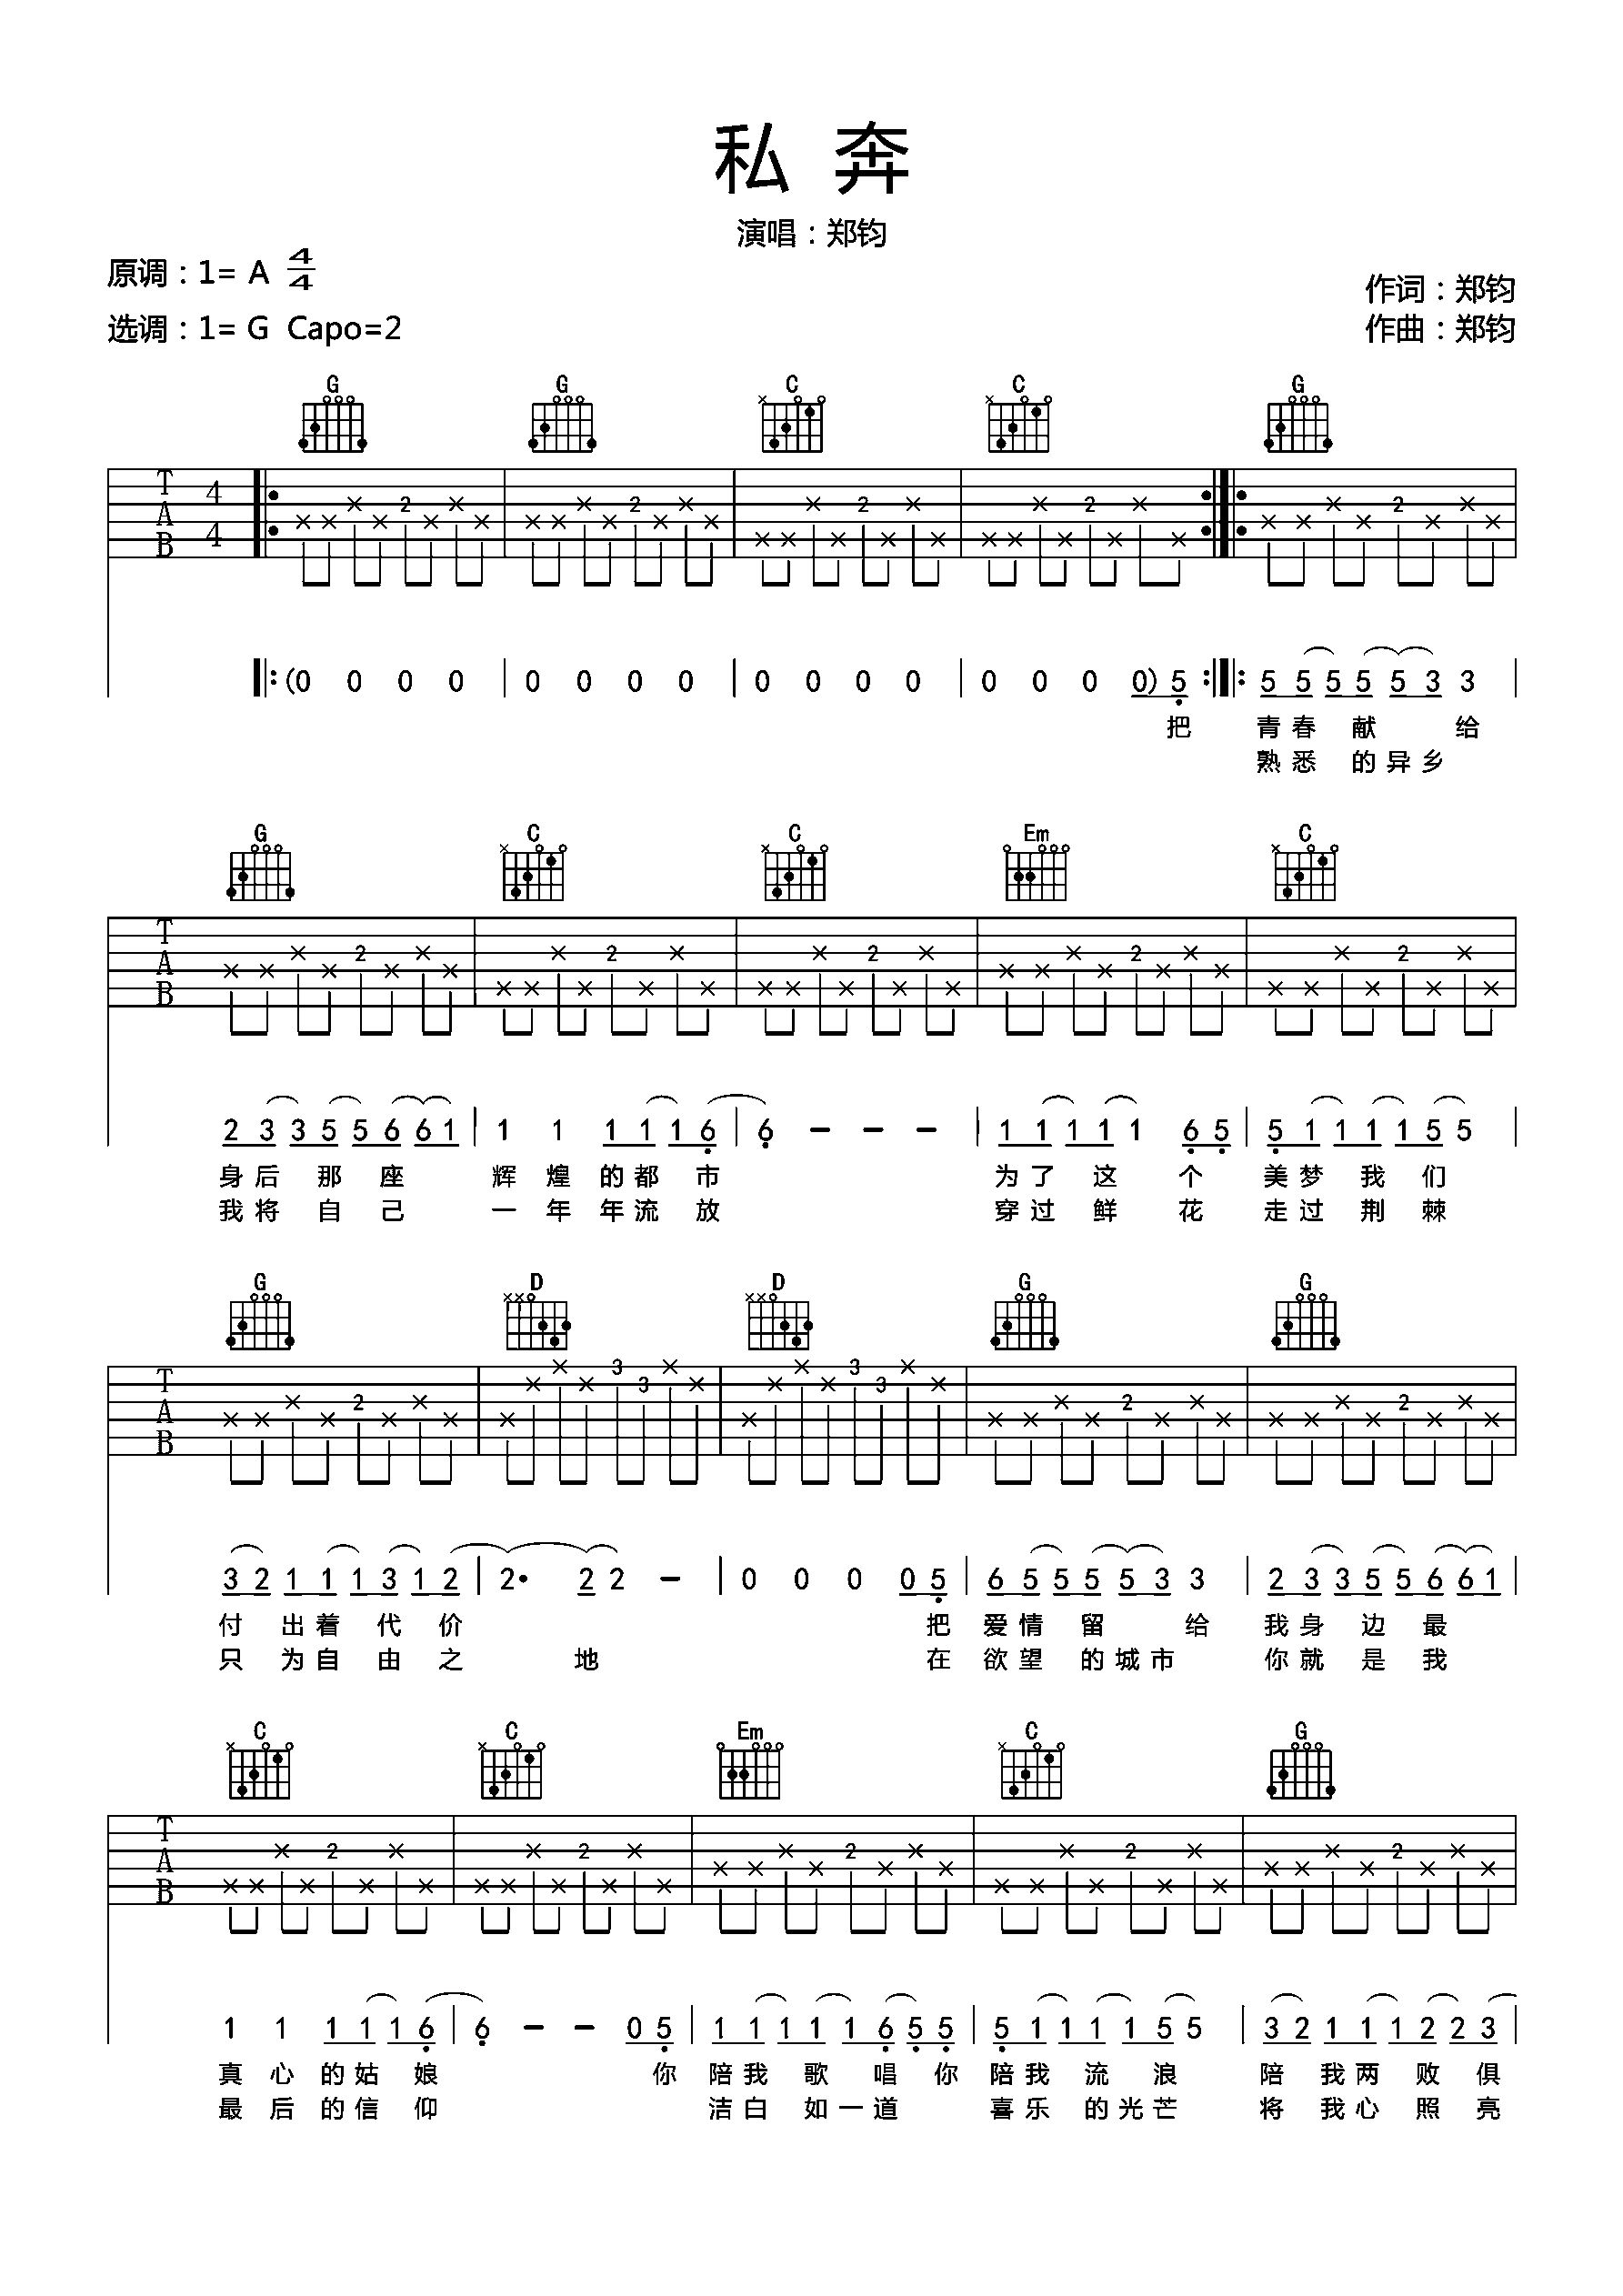 私 奔
演唱：郑钧
原调：1= A 4/4
作词：郑钧
选调：1= G Capo=2
作曲：郑钧
G G C C G
T A B 4 4 2 2 2 2 2
(0 0 0 0 0 0 0 0 0 0 0 0 0 0 0 0) 5 5 5 5 5 5 3 3
把 青 春 献 给
熟 悉 的 异 乡
G C C Em C
T A B 2 2 2 2 2
2 3 3 5 5 6 6 1 1 1 1 1 1 6 6 - - - 1 1 1 1 1 6 5 5 1 1 1 1 5 5
身 后 那 座 辉 煌 的 都 市 为 了 这 个 美 梦 我 们
我 将 自 己 一 年 年 流 放 穿 过 鲜 花 走 过 荆 棘
G D D G G
T A B 2 3 3 3 3 2 2
3 2 1 1 1 3 1 2 2· 2 2 - 0 0 0 0 5 6 5 5 5 5 3 3 2 3 3 5 5 6 6 1
付 出 着 代 价 把 爱 情 留 给 我 身 边 最
只 为 自 由 之 地 在 欲 望 的 城 市 你 就 是 我
C C Em C G
T A B 2 2 2 2 2
1 1 1 1 1 6 6 - - 0 5 1 1 1 1 1 6 5 5 5 1 1 1 1 5 5 3 2 1 1 1 2 2 3
真 心 的 姑 娘 你 陪 我 歌 唱 你 陪 我 流 浪 陪 我 两 败 俱
最 后 的 信 仰 洁 白 如 一 道 喜 乐 的 光 芒 将 我 心 照 亮